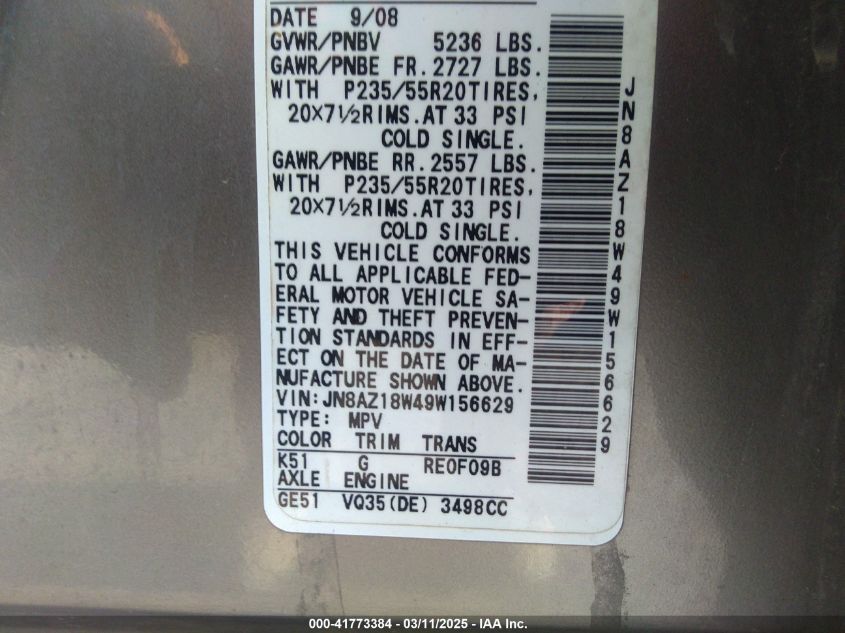 DATE 9/08
GVWR/PNBV 5236 LBS.
GAWR/PNBE FR. 2727 LBS.
WITH P235/55R20TIRES,
20X7½RIMS. AT 33 PSI
COLD SINGLE.
GAWR/PNBE RR. 2557 LBS.
WITH P235/55R20TIRES,
20X7½RIMS. AT 33 PSI
COLD SINGLE.
THIS VEHICLE CONFORMS
TO ALL APPLICABLE FED-
ERAL MOTOR VEHICLE SA-
FETY AND THEFT PREVEN-
TION STANDARDS IN EFF-
ECT ON THE DATE OF MA-
NUFACTURE SHOWN ABOVE.
VIN:JN8AZ18W49W156629
TYPE: MPV
COLOR TRIM TRANS
K51 G RE0F09B
AXLE ENGINE
GE51 VQ35(DE) 3498CC
JN8AZ18W49W156629
000-41773384 - 03/11/2025 - IAA Inc.